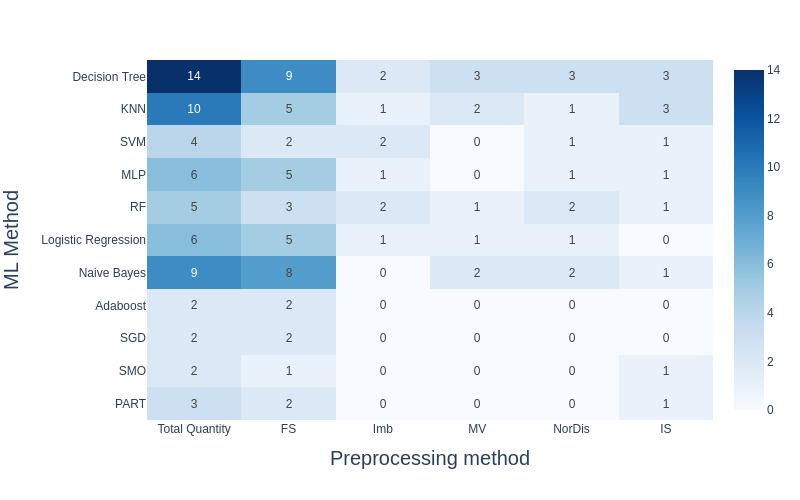 Decision Tree 14 9 2 3 3 3
KNN 10 5 1 2 1 3
SVM 4 2 2 0 1 1
MLP 6 5 1 0 1 1
RF 5 3 2 1 2 1
Logistic Regression 6 5 1 1 1 0
Naive Bayes 9 8 0 2 2 1
Adaboost 2 2 0 0 0 0
SGD 2 2 0 0 0 0
SMO 2 1 0 0 0 1
PART 3 2 0 0 0 1
Total Quantity FS Imb MV NorDis IS
Preprocessing method
ML Method
14
12
10
8
6
4
2
0